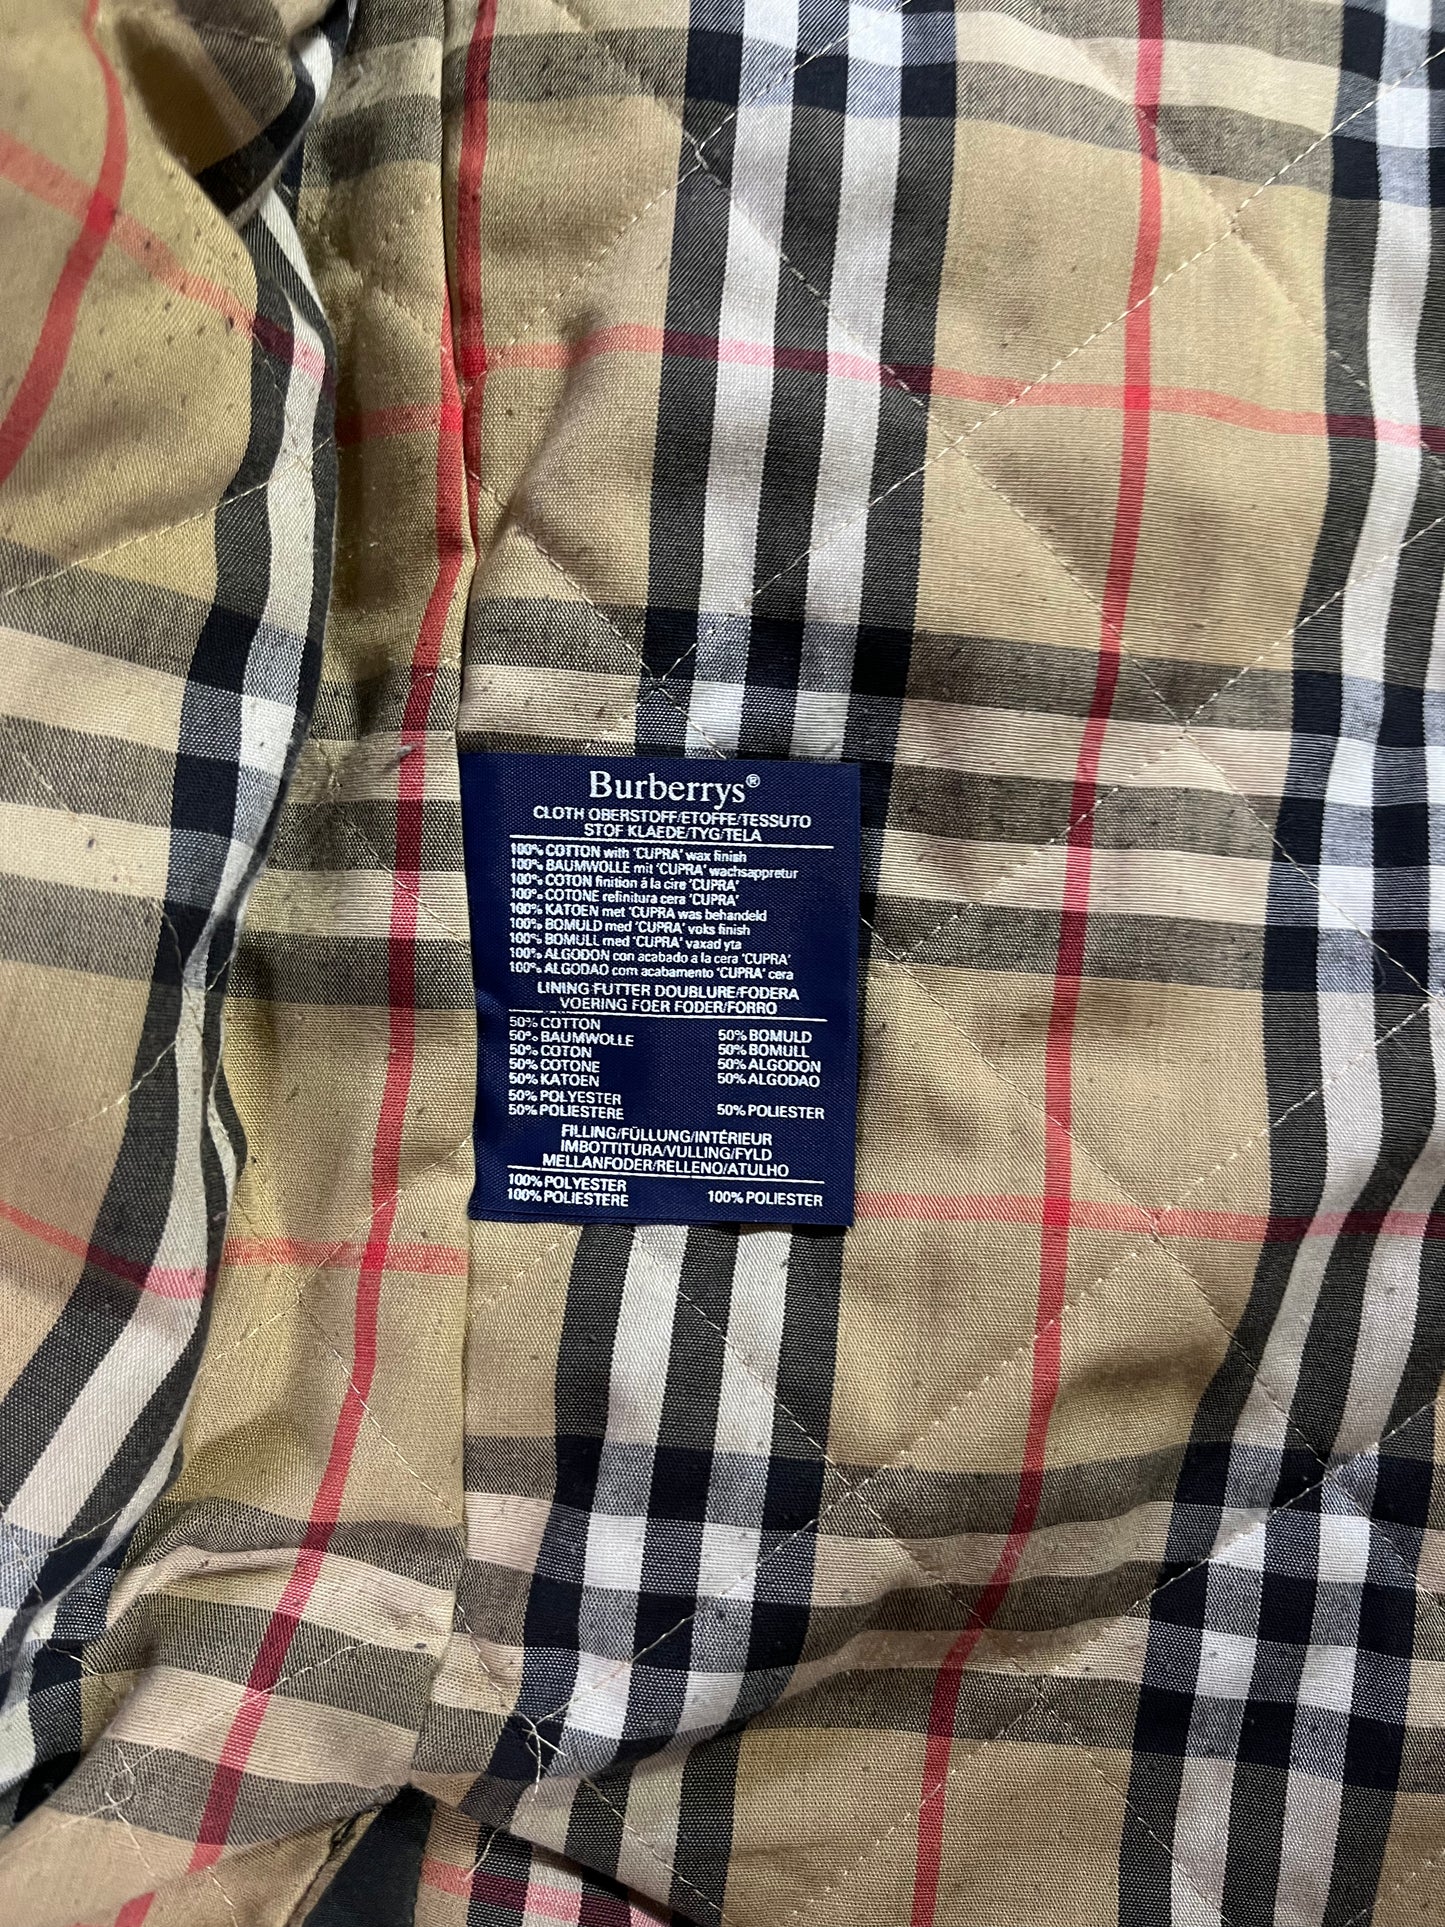 Burberrys®
CLOTH OBERSTOFF/ETOFFE/TESSUTO
STOF KLAEDE/TYG/TELA
100% COTTON with 'CUPRA' wax finish
100% BAUMWOLLE mit 'CUPRA' wachsappretur
100% COTON finition á la cire 'CUPRA'
100% COTONE refinitura cera 'CUPRA'
100% KATOEN met 'CUPRA was behandeld
100% BOMULD med 'CUPRA' voks finish
100% BOMULL med 'CUPRA' vaxad yta
100% ALGODON con acabado a la cera 'CUPRA'
100% ALGODAO com acabamento 'CUPRA' cera
LINING FUTTER DOUBLURE/FODERA
VOERING FOER FODER/FORRO
50% COTTON
50% BAUMWOLLE 50% BOMULD
50% COTON 50% BOMULL
50% COTONE 50% ALGODON
50% KATOEN 50% ALGODAO
50% POLYESTER
50% POLIESTERE 50% POLIESTER
FILLING/FÜLLUNG/INTÉRIEUR
IMBOTTITURA/VULLING/FYLD
MELLANFODER/RELLENO/ATULHO
100% POLYESTER
100% POLIESTERE 100% POLIESTER